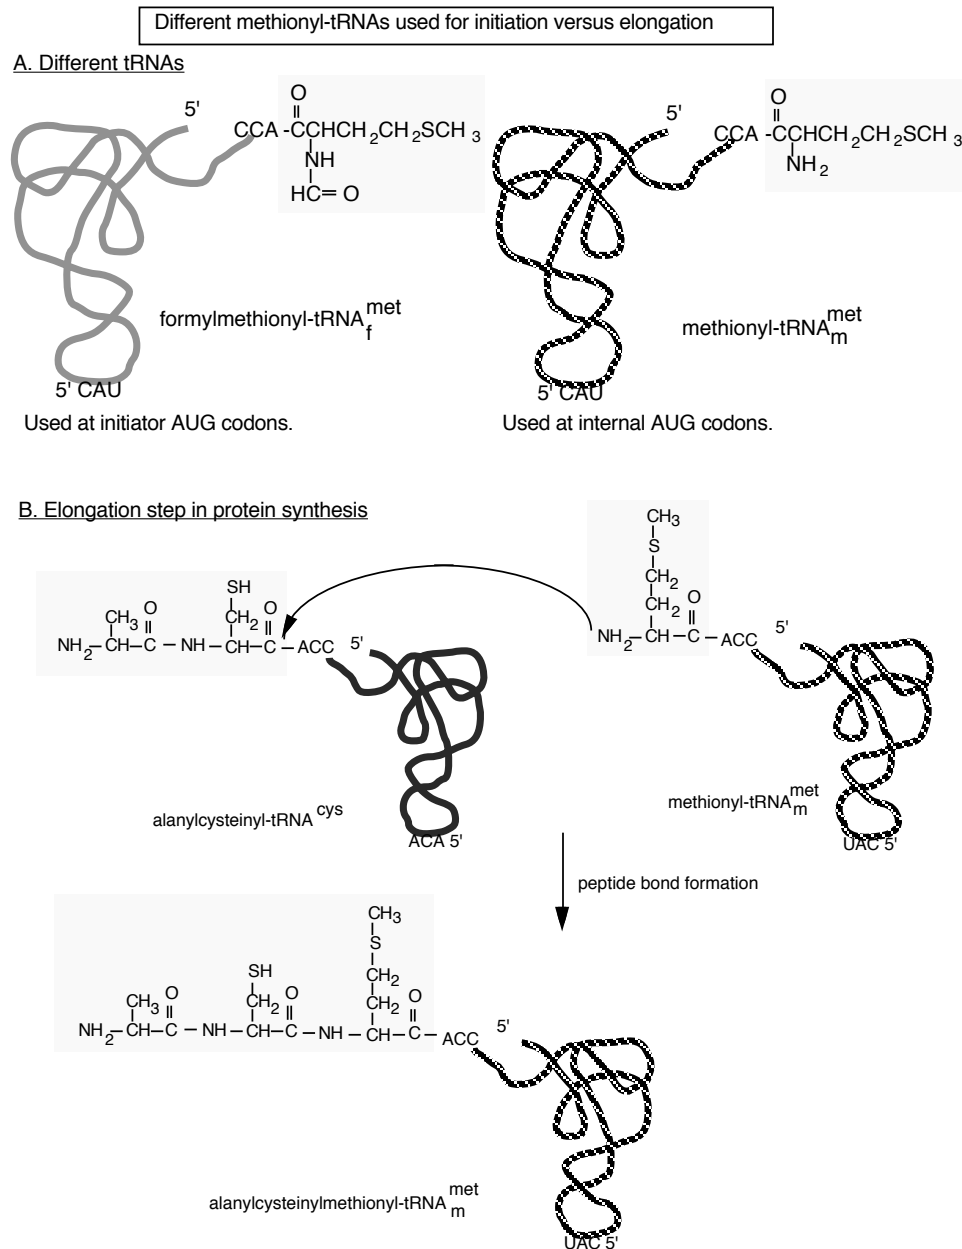 Different methionyl-tRNAs used for initiation versus elongation
A. Different tRNAs
5'
CCA -CCHCH2CH2SCH3
O
NH
HC= O
formylmethionyl-tRNA met f
5' CAU
Used at initiator AUG codons.
5'
CCA -CCHCH2CH2SCH3
O
NH2
methionyl-tRNA met m
5' CAU
Used at internal AUG codons.
B. Elongation step in protein synthesis
SH
CH3 O CH2 O
NH2 CH C NH CH C ACC 5'
alanylcysteinyl-tRNA cys
ACA 5'
CH3
S
CH2
CH2 O
NH2 CH C ACC 5'
methionyl-tRNA met m
UAC 5'
peptide bond formation
CH3
S
SH CH2
CH3 O CH2 O CH2 O
NH2 CH C NH CH C NH CH C ACC 5'
alanylcysteinylmethionyl-tRNA met m
UAC 5'